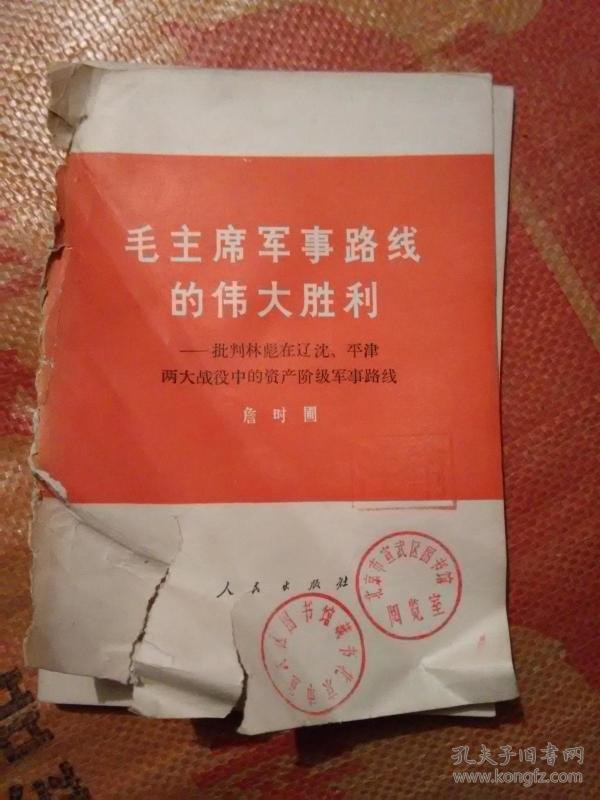 毛主席军事路线
的伟大胜利
——批判林彪在辽沈、平津
两大战役中的资产阶级军事路线
詹时圃
人民出版社
北京市宣武区图书馆
阅览室
孔夫子旧书网
www.kongfz.com